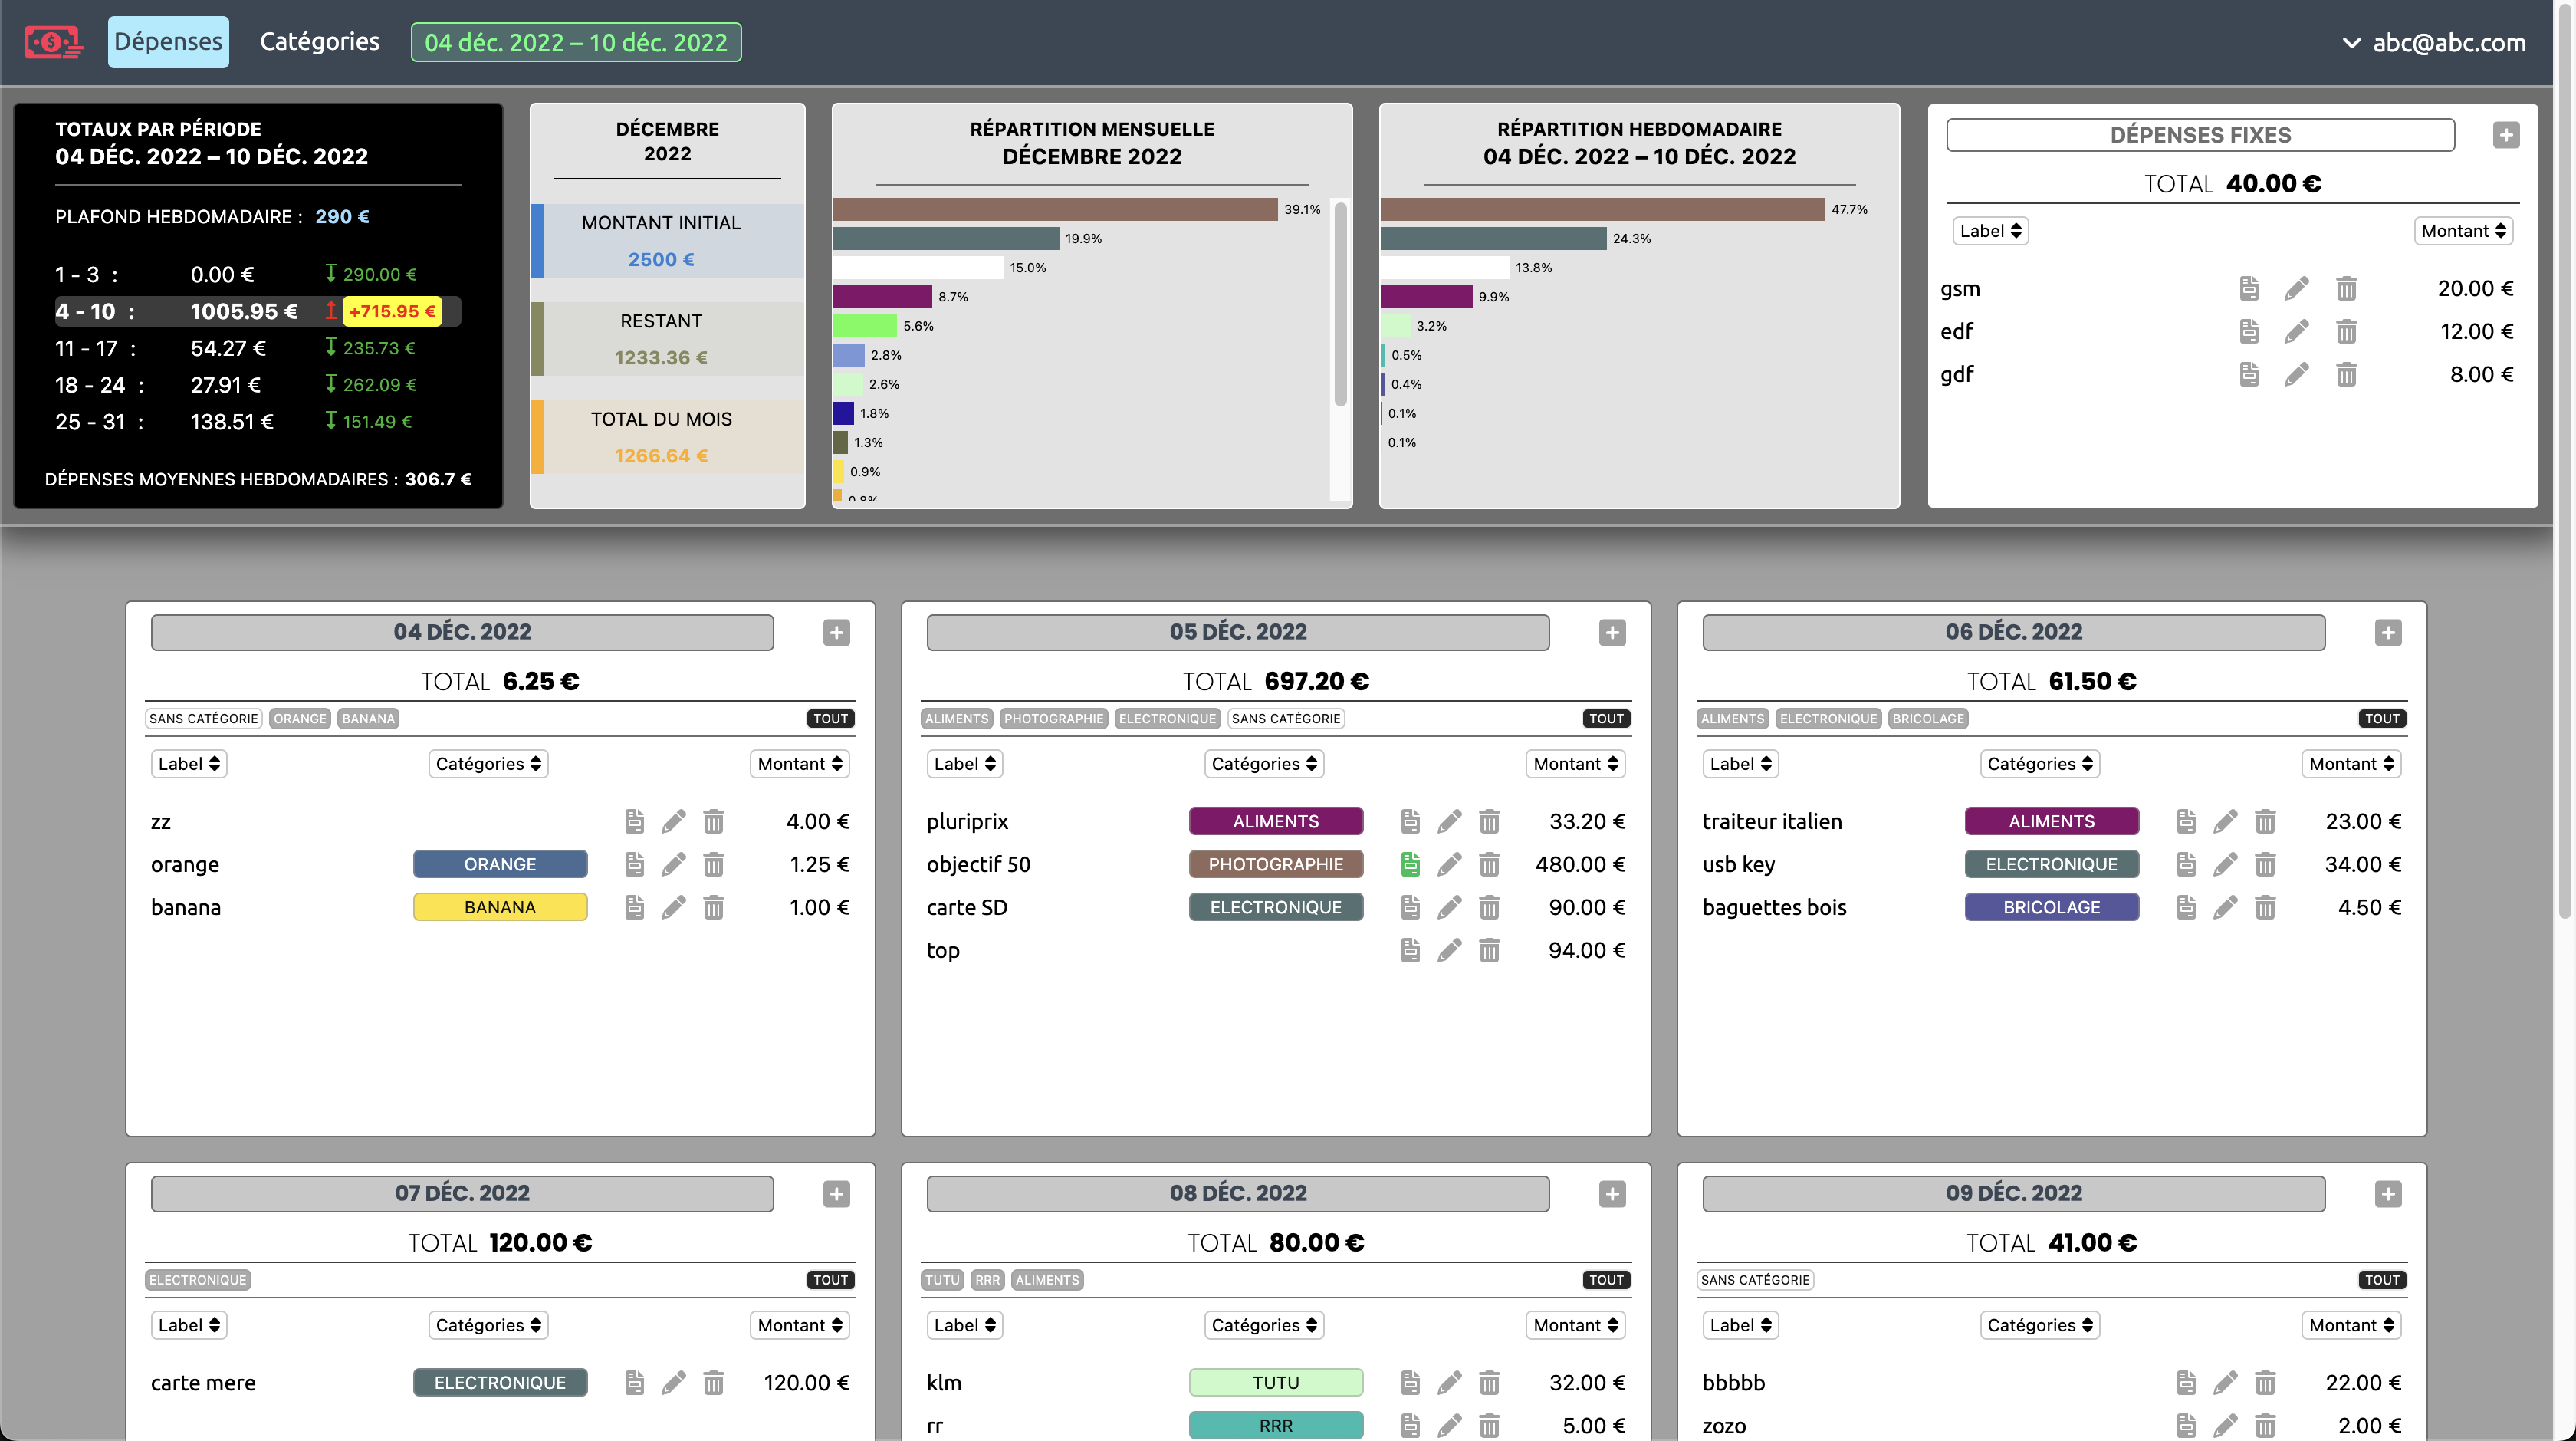 Dépenses
Catégories
04 déc. 2022 – 10 déc. 2022
abc@abc.com
TOTAUX PAR PÉRIODE
04 DÉC. 2022 – 10 DÉC. 2022
PLAFOND HEBDOMADAIRE : 290 €
1 - 3 : 0.00 € 290.00 €
4 - 10 : 1005.95 € +715.95 €
11 - 17 : 54.27 € 235.73 €
18 - 24 : 27.91 € 262.09 €
25 - 31 : 138.51 € 151.49 €
DÉPENSES MOYENNES HEBDOMADAIRES : 306.7 €
DÉCEMBRE
2022
MONTANT INITIAL
2500 €
RESTANT
1233.36 €
TOTAL DU MOIS
1266.64 €
RÉPARTITION MENSUELLE
DÉCEMBRE 2022
39.1%
19.9%
15.0%
8.7%
5.6%
2.8%
2.6%
1.8%
1.3%
0.9%
0.8%
RÉPARTITION HEBDOMADAIRE
04 DÉC. 2022 – 10 DÉC. 2022
47.7%
24.3%
13.8%
9.9%
3.2%
0.5%
0.4%
0.1%
0.1%
DÉPENSES FIXES
TOTAL 40.00 €
Label Montant
gsm 20.00 €
edf 12.00 €
gdf 8.00 €
04 DÉC. 2022
TOTAL 6.25 €
SANS CATÉGORIE ORANGE BANANA TOUT
Label Catégories Montant
zz 4.00 €
orange ORANGE 1.25 €
banana BANANA 1.00 €
05 DÉC. 2022
TOTAL 697.20 €
ALIMENTS PHOTOGRAPHIE ELECTRONIQUE SANS CATÉGORIE TOUT
Label Catégories Montant
pluriprix ALIMENTS 33.20 €
objectif 50 PHOTOGRAPHIE 480.00 €
carte SD ELECTRONIQUE 90.00 €
top 94.00 €
06 DÉC. 2022
TOTAL 61.50 €
ALIMENTS ELECTRONIQUE BRICOLAGE TOUT
Label Catégories Montant
traiteur italien ALIMENTS 23.00 €
usb key ELECTRONIQUE 34.00 €
baguettes bois BRICOLAGE 4.50 €
07 DÉC. 2022
TOTAL 120.00 €
ELECTRONIQUE TOUT
Label Catégories Montant
carte mere ELECTRONIQUE 120.00 €
08 DÉC. 2022
TOTAL 80.00 €
TUTU RRR ALIMENTS TOUT
Label Catégories Montant
klm TUTU 32.00 €
rr RRR 5.00 €
09 DÉC. 2022
TOTAL 41.00 €
SANS CATÉGORIE TOUT
Label Catégories Montant
bbbbb 22.00 €
zozo 2.00 €